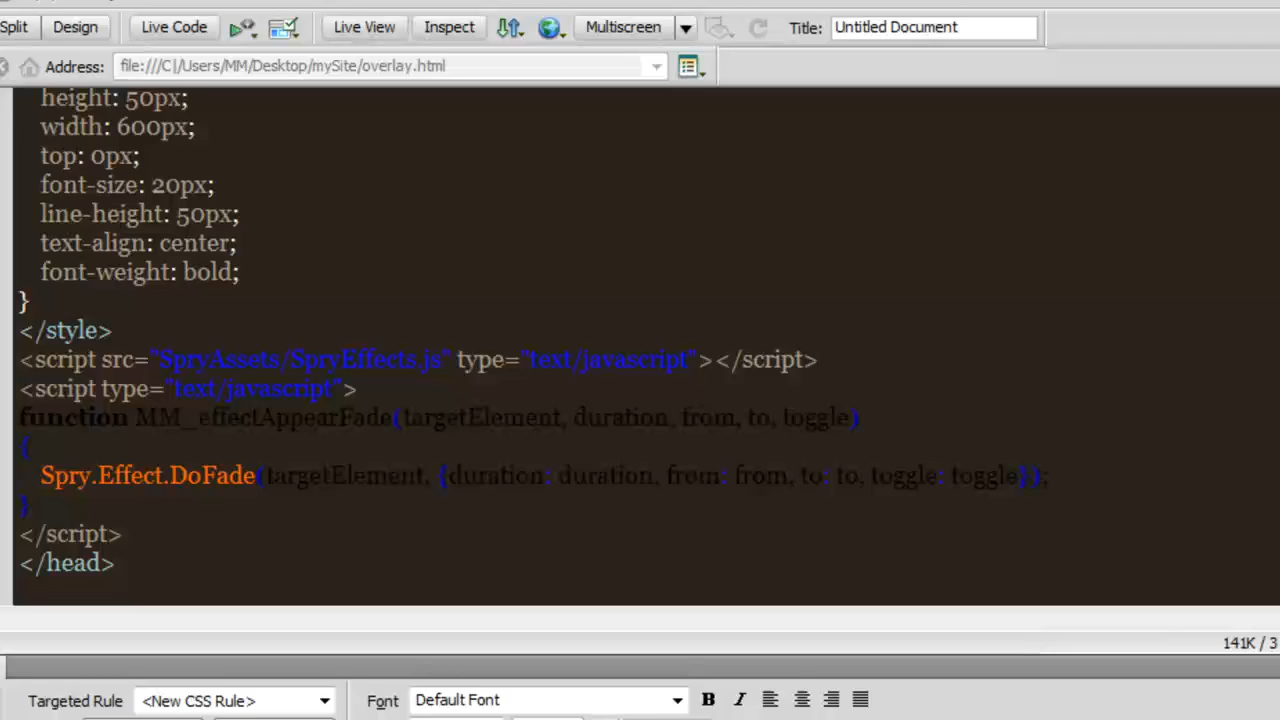 Split Design Live Code Live View Inspect Multiscreen Title: Untitled Document
Address: file:///C|/Users/MM/Desktop/mySite/overlay.html
height: 50px;
width: 600px;
top: 0px;
font-size: 20px;
line-height: 50px;
text-align: center;
font-weight: bold;
}
</style>
<script src="SpryAssets/SpryEffects.js" type="text/javascript"></script>
<script type="text/javascript">
function MM_effectAppearFade(targetElement, duration, from, to, toggle)
{
Spry.Effect.DoFade(targetElement, {duration: duration, from: from, to: to, toggle: toggle});
}
</script>
</head>
141K / 3
Targeted Rule <New CSS Rule> Font Default Font B I